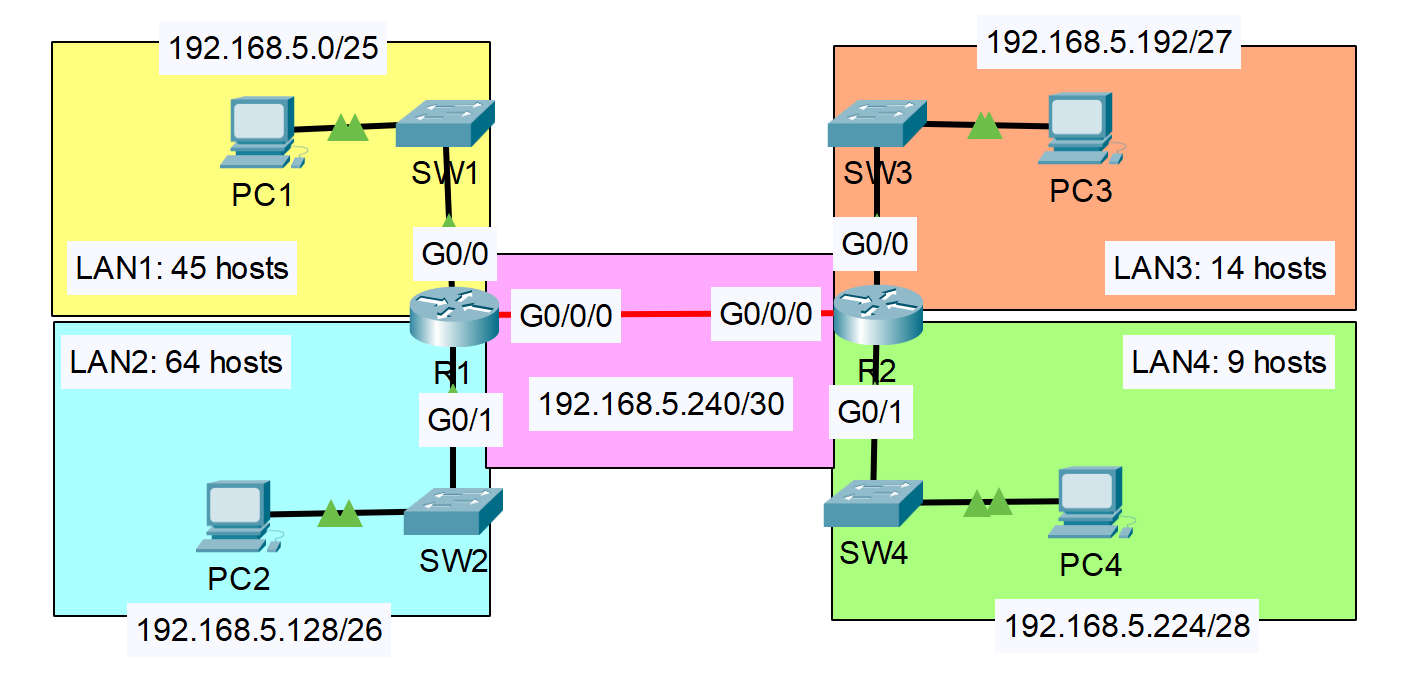 192.168.5.0/25
PC1
SW1
G0/0
LAN1: 45 hosts
192.168.5.192/27
SW3
PC3
G0/0
LAN3: 14 hosts
G0/0/0
G0/0/0
R1
R2
192.168.5.240/30
LAN2: 64 hosts
G0/1
PC2
SW2
192.168.5.128/26
LAN4: 9 hosts
G0/1
SW4
PC4
192.168.5.224/28